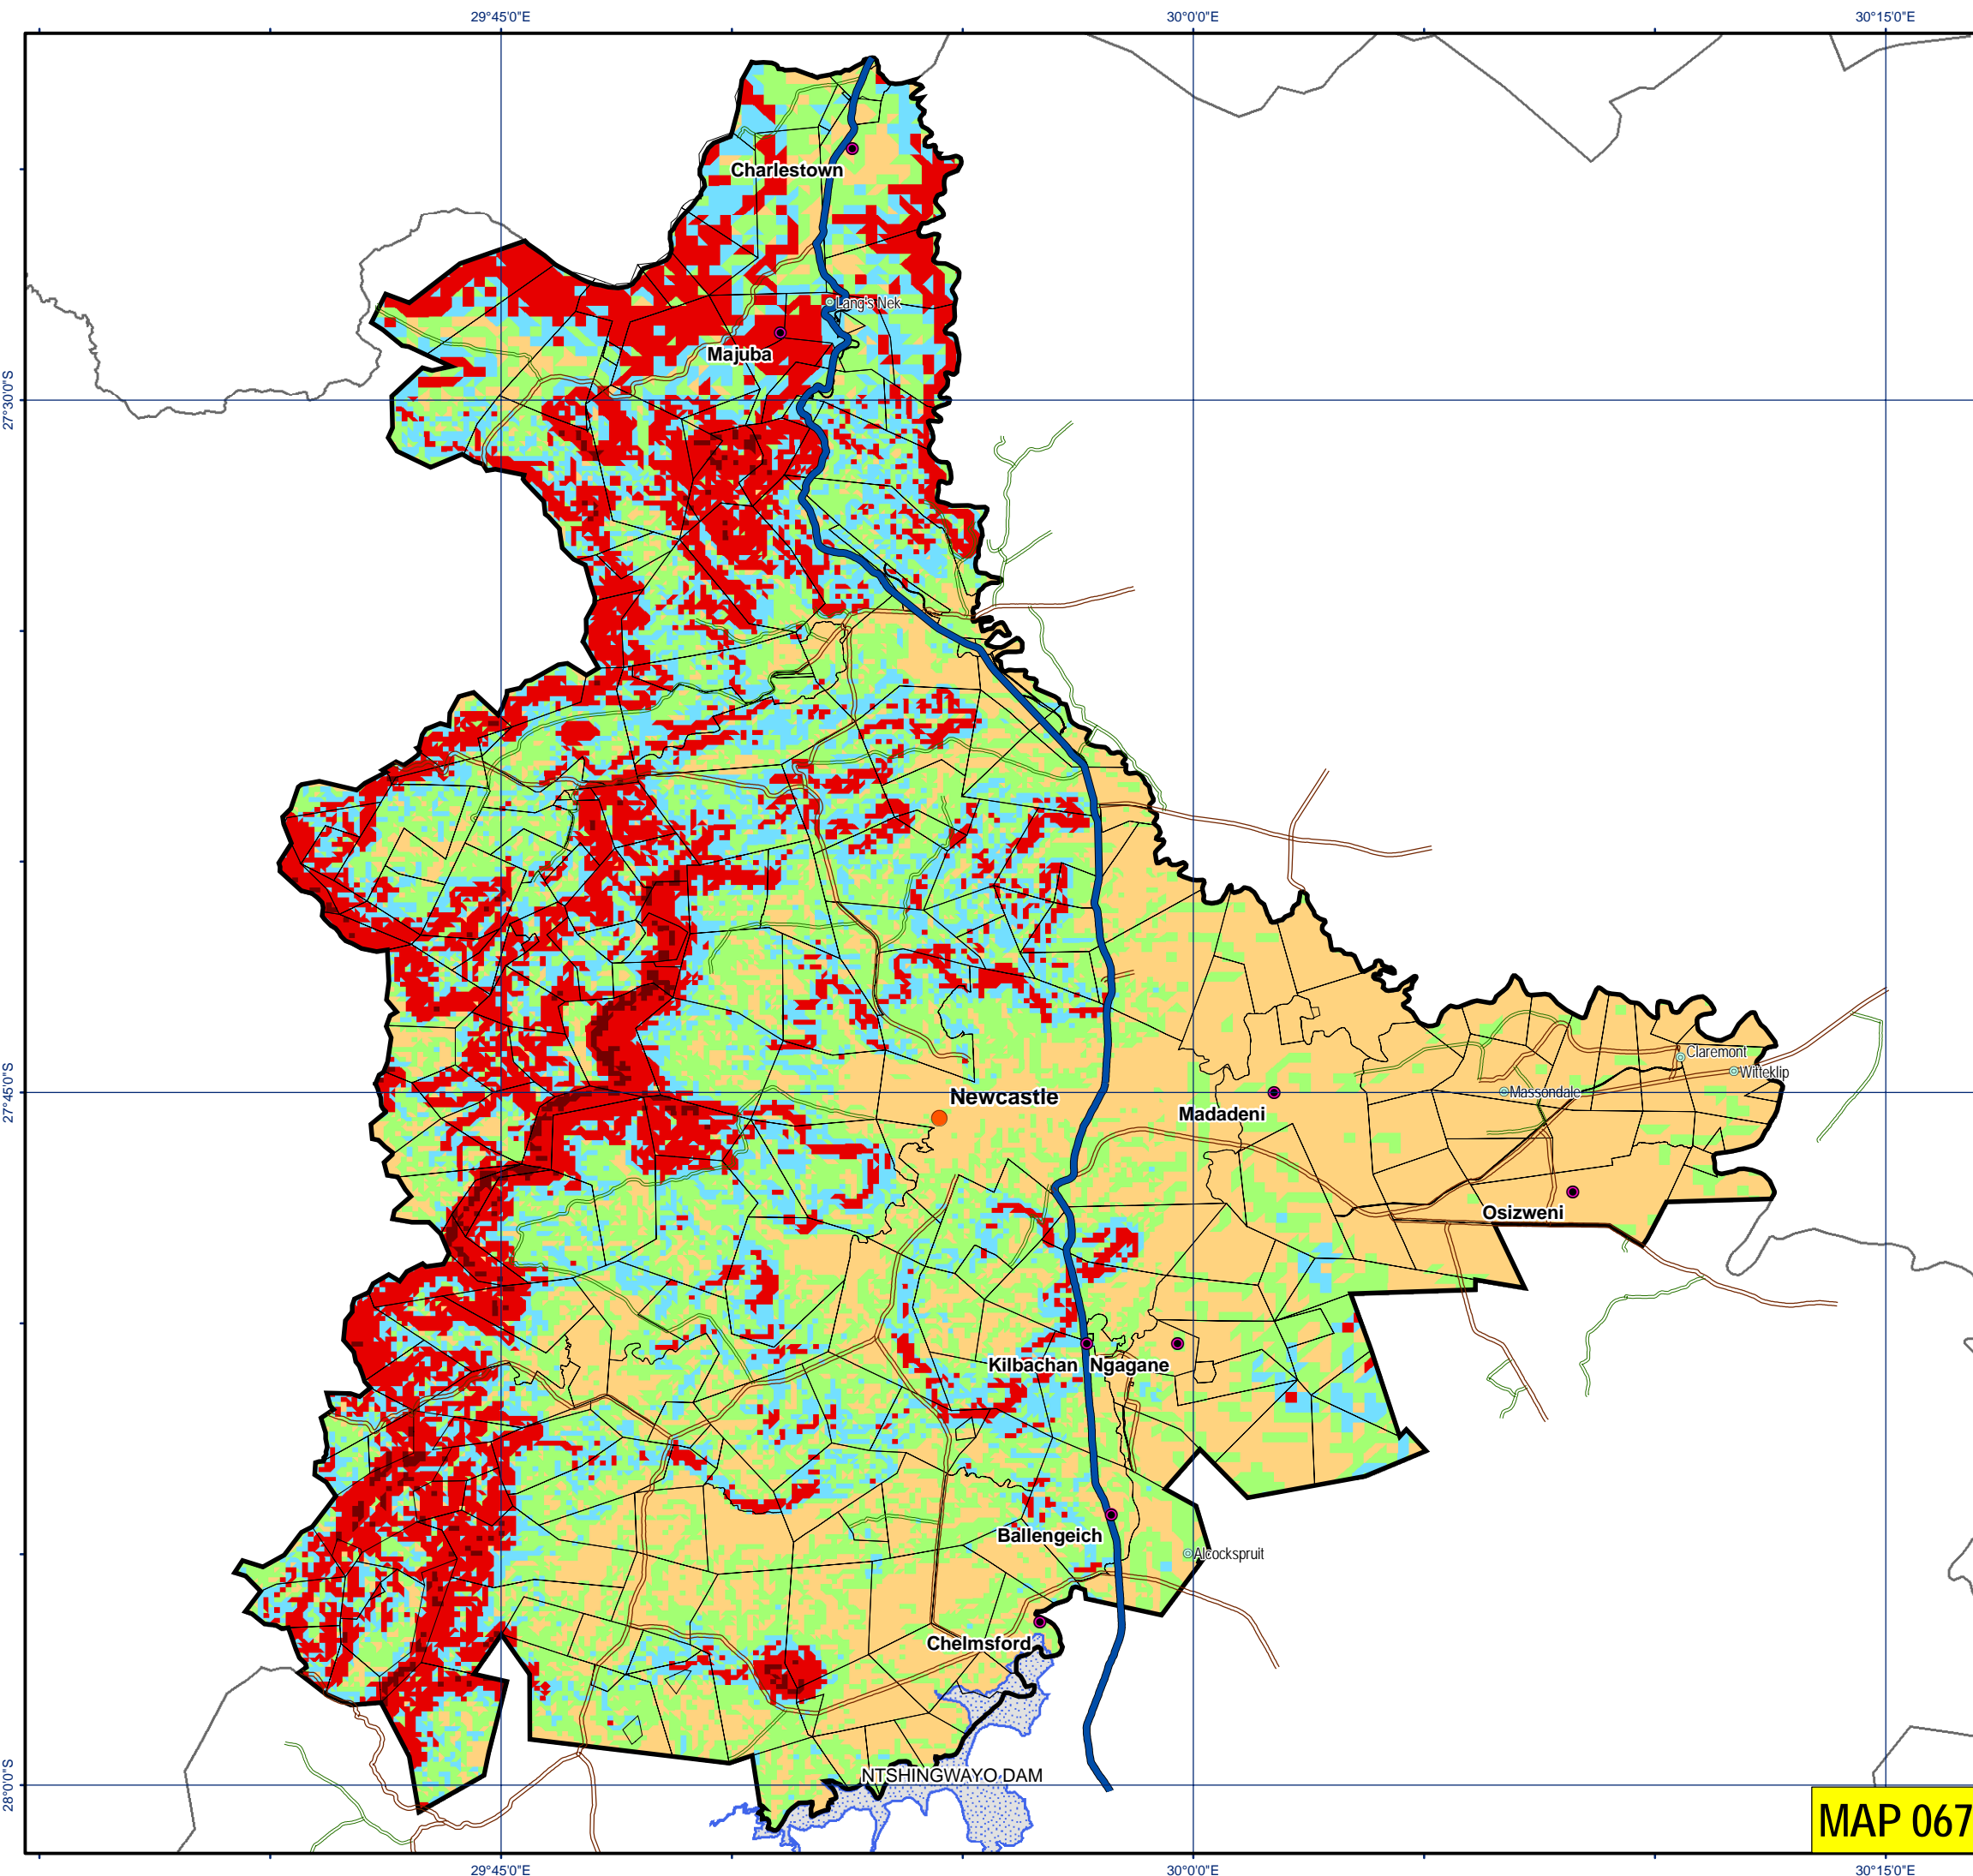 29°45'0"E
30°0'0"E
30°15'0"E
Charlestown
Lang's Nek
Majuba
27°30'0"S
Newcastle
Claremont
Witteklip
Massondale
27°45'0"S
Madadeni
Osizweni
Kilbachan
Ngagane
Ballengeich
Alcockspruit
Chelmsford
NTSHINGWAYO DAM
28°0'0"S
MAP 067
29°45'0"E
30°0'0"E
30°15'0"E